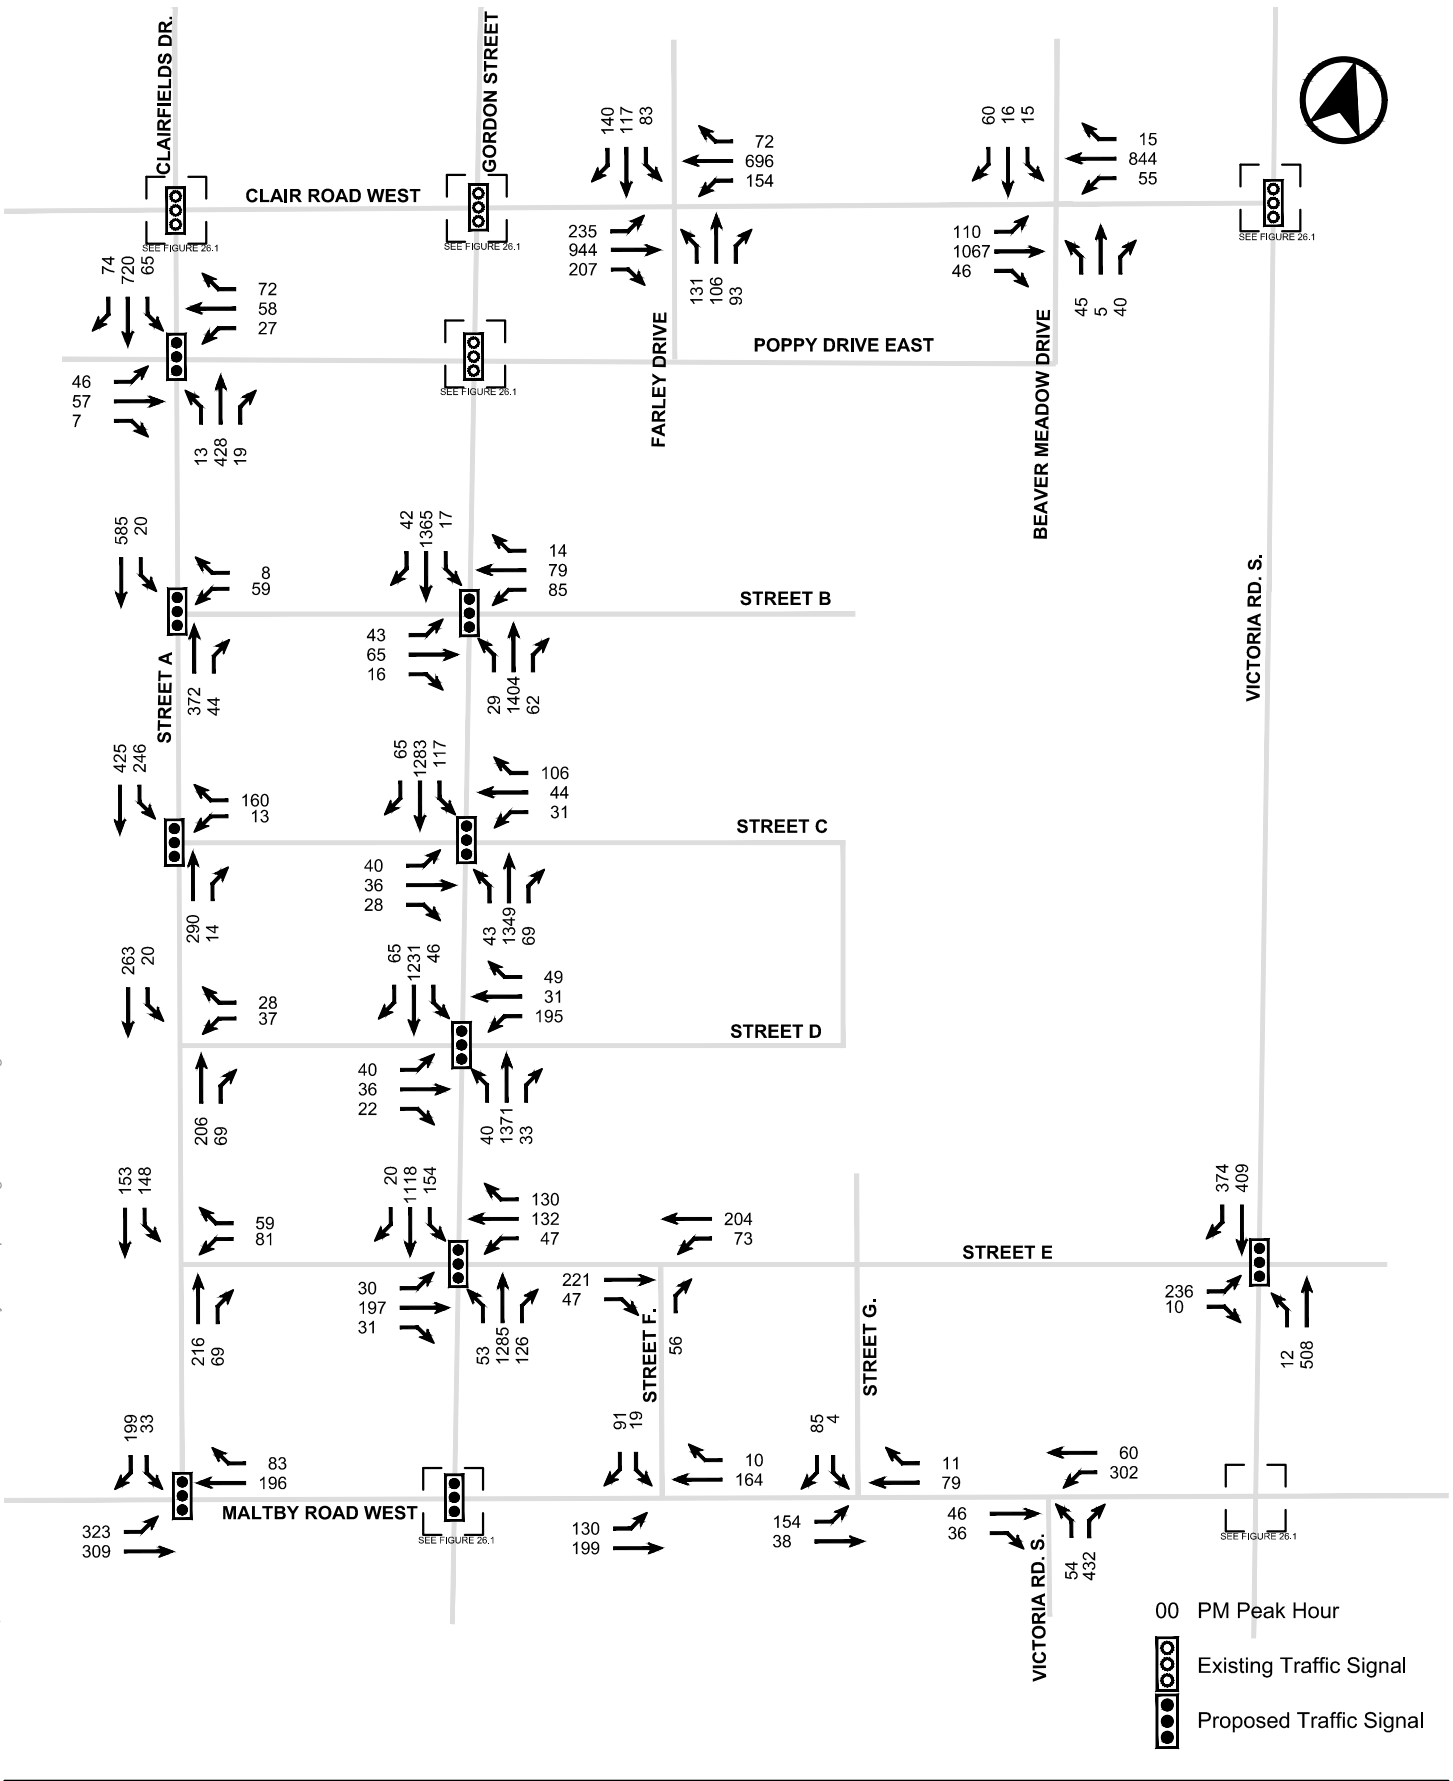 CLAIRFIELDS DR.
GORDON STREET
140 117 83
72
696
154
60 16 15
15
844
55
CLAIR ROAD WEST
SEE FIGURE 26.1
SEE FIGURE 26.1
SEE FIGURE 26.1
235
944
207
131 106 93
110
1067
46
45 5 40
74 720 65
72
58
27
46
57
7
13 428 19
SEE FIGURE 26.1
FARLEY DRIVE
POPPY DRIVE EAST
BEAVER MEADOW DRIVE
VICTORIA RD. S.
585 20
8
59
372 44
42 1365 17
14
79
85
43
65
16
29 1404 62
STREET B
STREET A
425 246
160
13
290 14
65 1283 117
106
44
31
40
36
28
43 1349 69
STREET C
263 20
28
37
206 69
65 1231 46
49
31
195
40
36
22
40 1371 33
STREET D
153 148
59
81
216 69
20 1118 154
130
132
47
30
197
31
53 1285 126
204
73
221
47
56
STREET F.
STREET G.
STREET E
374 409
236
10
12 508
199 33
83
196
323
309
MALTBY ROAD WEST
SEE FIGURE 26.1
91 19
10
164
130
199
85 4
11
79
154
38
60
302
46
36
54 432
VICTORIA RD. S.
SEE FIGURE 26.1
00 PM Peak Hour
Existing Traffic Signal
Proposed Traffic Signal